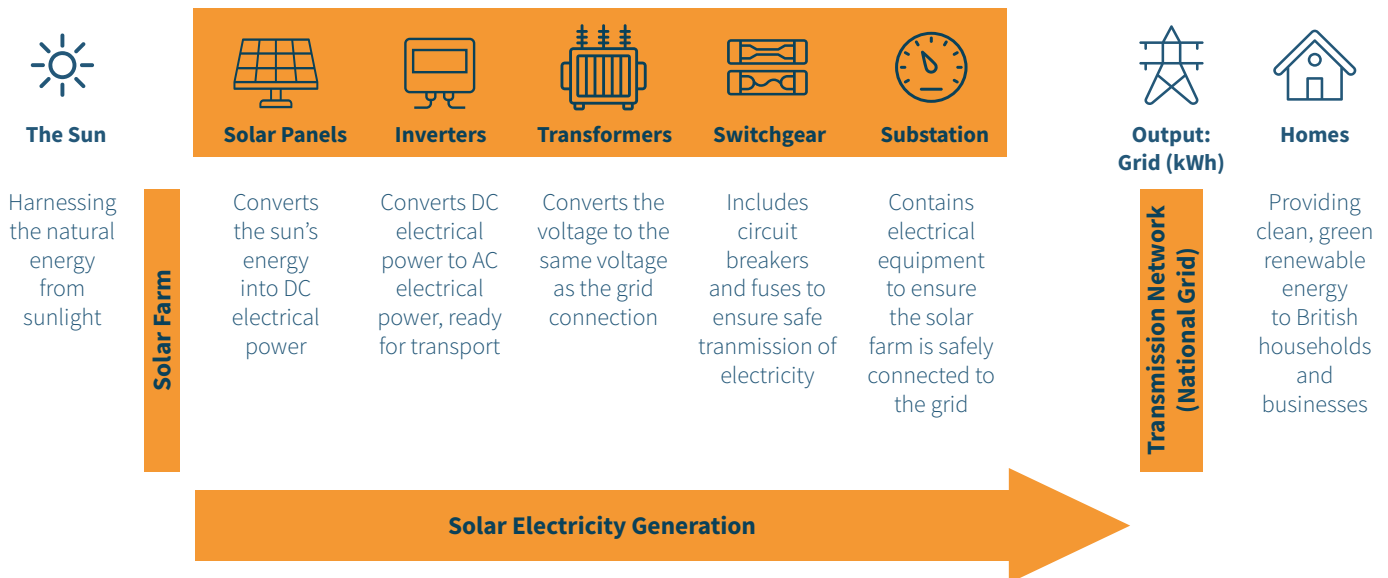 The Sun
Solar Panels
Inverters
Transformers
Switchgear
Substation
Output:
Grid (kWh)
Homes
Harnessing
the natural
energy
from
sunlight
Solar Farm
Converts
the sun’s
energy
into DC
electrical
power
Converts DC
electrical
power to AC
electrical
power, ready
for transport
Converts the
voltage to the
same voltage
as the grid
connection
Includes
circuit
breakers
and fuses to
ensure safe
tranmission of
electricity
Contains
electrical
equipment
to ensure
the solar
farm is safely
connected to
the grid
Transmission Network
(National Grid)
Providing
clean, green
renewable
energy
to British
households
and
businesses
Solar Electricity Generation